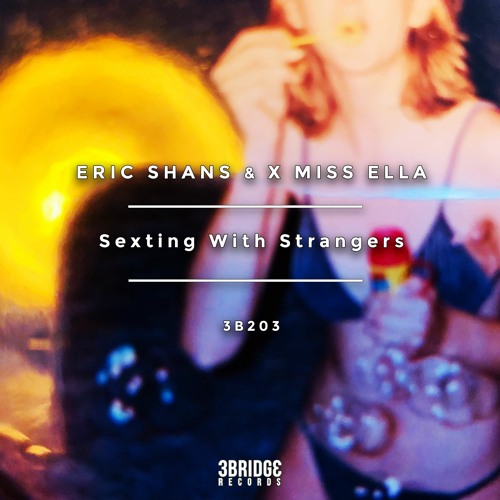 ERIC SHANS & X MISS ELLA
Sexting With Strangers
3B203
3BRIDGE
RECORDS